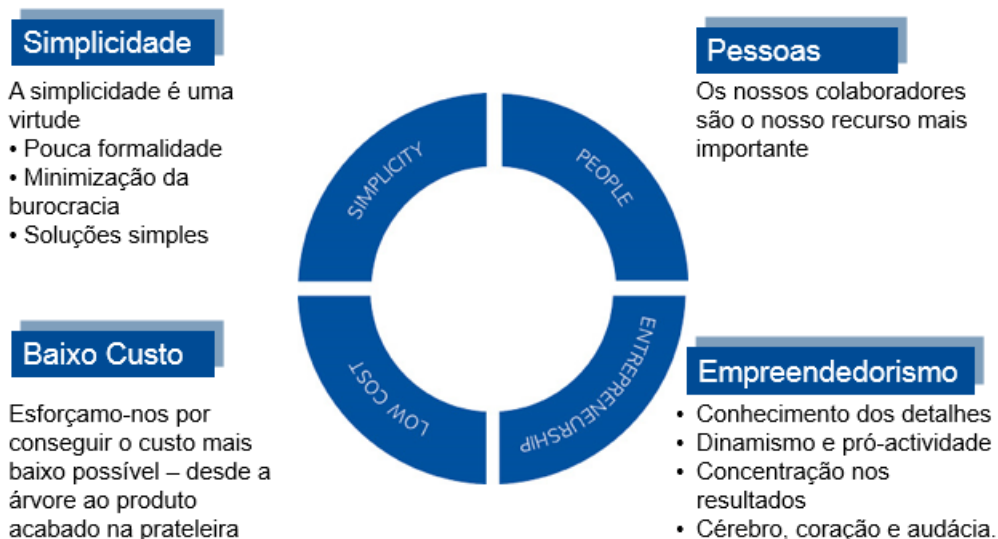 Simplicidade
A simplicidade é uma
virtude
• Pouca formalidade
• Minimização da
burocracia
• Soluções simples
Pessoas
Os nossos colaboradores
são o nosso recurso mais
importante
SIMPLICITY
PEOPLE
LOW COST
ENTREPRENEURSHIP
Baixo Custo
Esforçamo-nos por
conseguir o custo mais
baixo possível – desde a
árvore ao produto
acabado na prateleira
Empreendedorismo
• Conhecimento dos detalhes
• Dinamismo e pró-actividade
• Concentração nos
resultados
• Cérebro, coração e audácia.